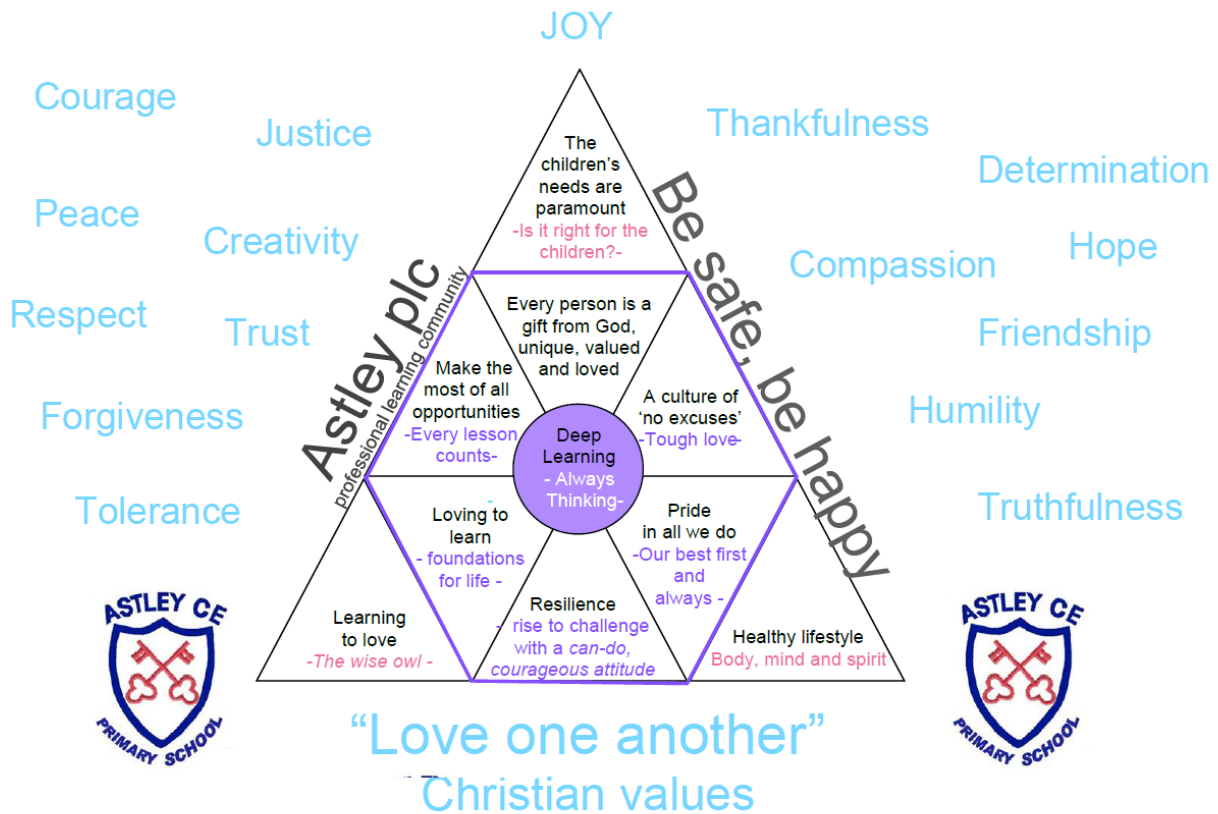 JOY
Courage
Justice
Thankfulness
Determination
Peace
Creativity
Hope
Compassion
Respect
Trust
Friendship
Forgiveness
Humility
Tolerance
Truthfulness
Astley plc
professional learning community
Be safe, be happy
The
children's
needs are
paramount
-Is it right for the
children?-
Every person is a
gift from God,
unique, valued
and loved
Make the
most of all
opportunities
-Every lesson
counts-
A culture of
'no excuses'
-Tough love-
Deep
Learning
- Always
Thinking-
-
Loving to
learn
- foundations
for life -
Pride
in all we do
-Our best first
and
always -
Learning
to love
-The wise owl -
Resilience
- rise to challenge
with a can-do,
courageous attitude
Healthy lifestyle
Body, mind and spirit
ASTLEY CE
PRIMARY SCHOOL
ASTLEY CE
PRIMARY SCHOOL
“Love one another”
Christian values